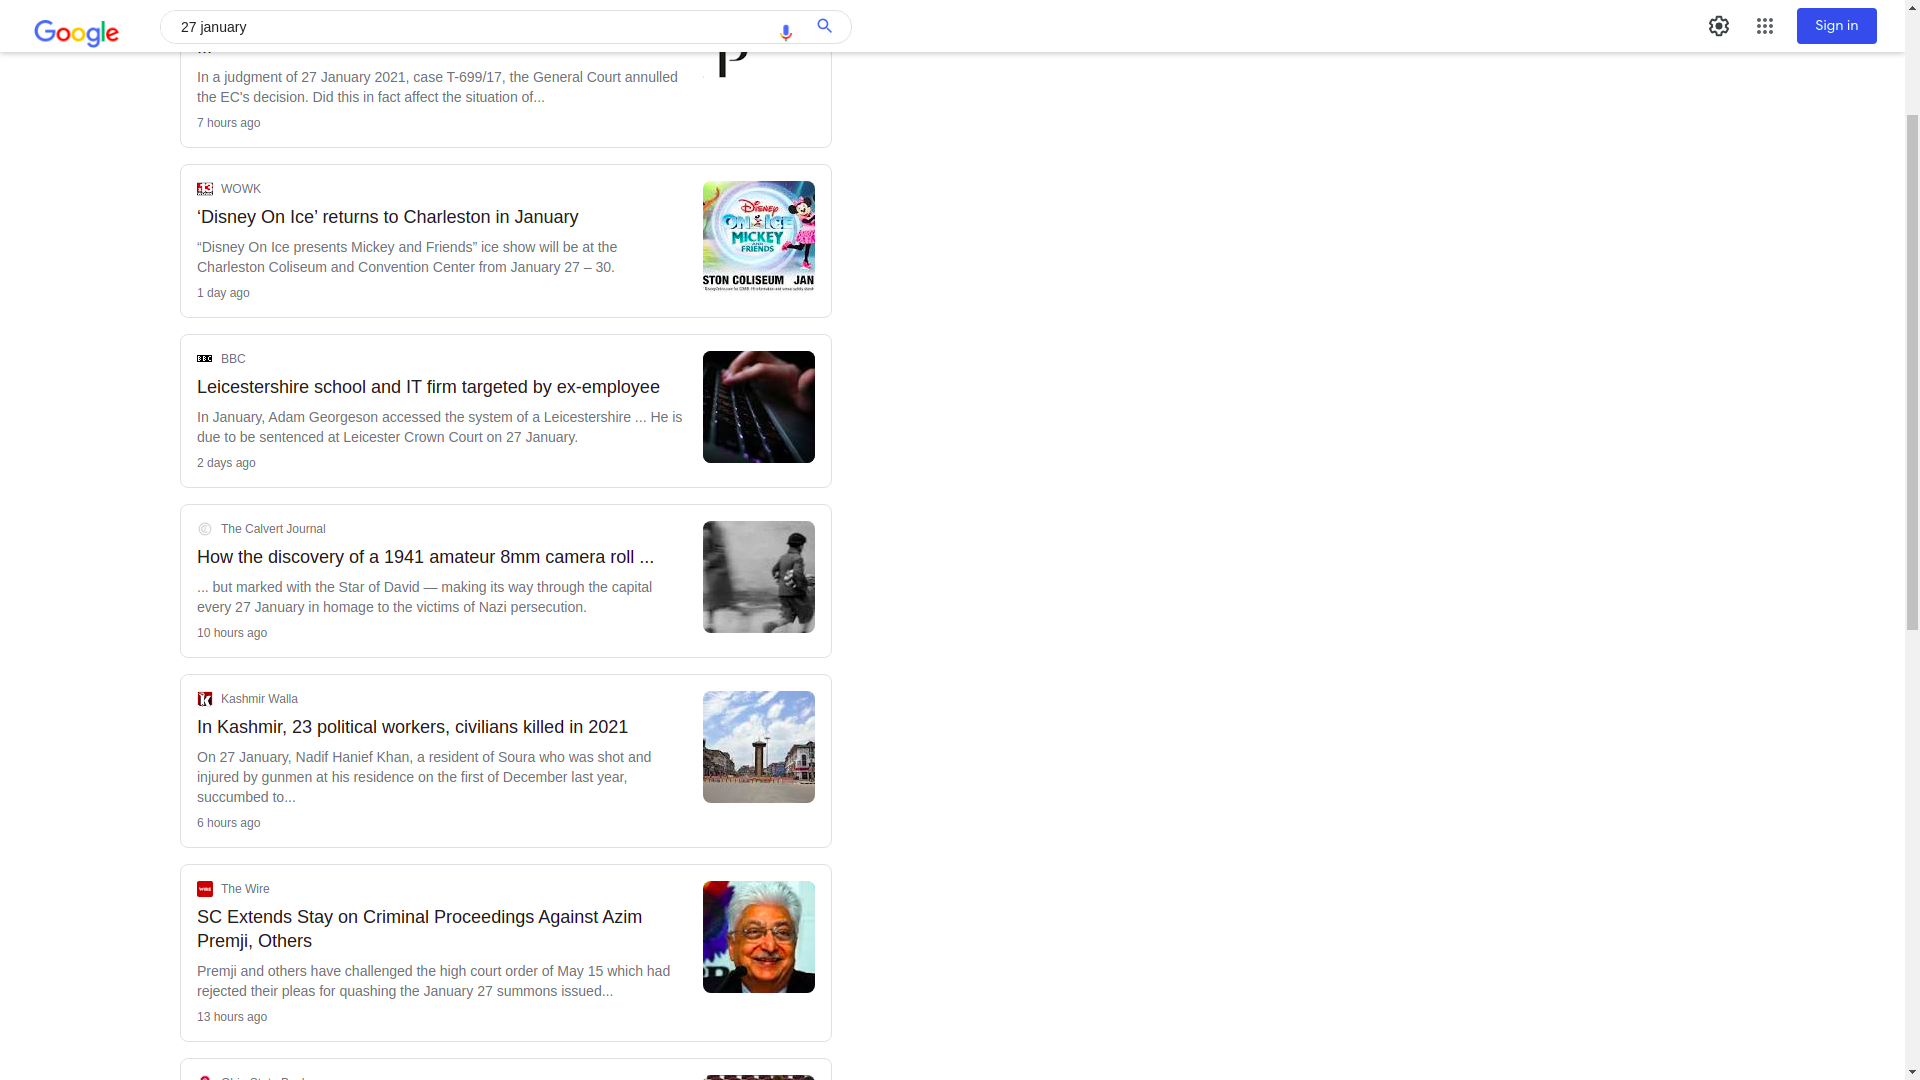 Google
27 january
Sign in
...
In a judgment of 27 January 2021, case T-699/17, the General Court annulled
the EC's decision. Did this in fact affect the situation of...
7 hours ago
13
WOWK
‘Disney On Ice’ returns to Charleston in January
“Disney On Ice presents Mickey and Friends” ice show will be at the
Charleston Coliseum and Convention Center from January 27 – 30.
1 day ago
DISNEY
ON ICE
MICKEY
AND
FRIENDS
STON COLISEUM JAN
BBC
BBC
Leicestershire school and IT firm targeted by ex-employee
In January, Adam Georgeson accessed the system of a Leicestershire ... He is
due to be sentenced at Leicester Crown Court on 27 January.
2 days ago
The Calvert Journal
How the discovery of a 1941 amateur 8mm camera roll ...
... but marked with the Star of David — making its way through the capital
every 27 January in homage to the victims of Nazi persecution.
10 hours ago
K
Kashmir Walla
In Kashmir, 23 political workers, civilians killed in 2021
On 27 January, Nadif Hanief Khan, a resident of Soura who was shot and
injured by gunmen at his residence on the first of December last year,
succumbed to...
6 hours ago
WIRE
The Wire
SC Extends Stay on Criminal Proceedings Against Azim
Premji, Others
Premji and others have challenged the high court order of May 15 which had
rejected their pleas for quashing the January 27 summons issued...
13 hours ago